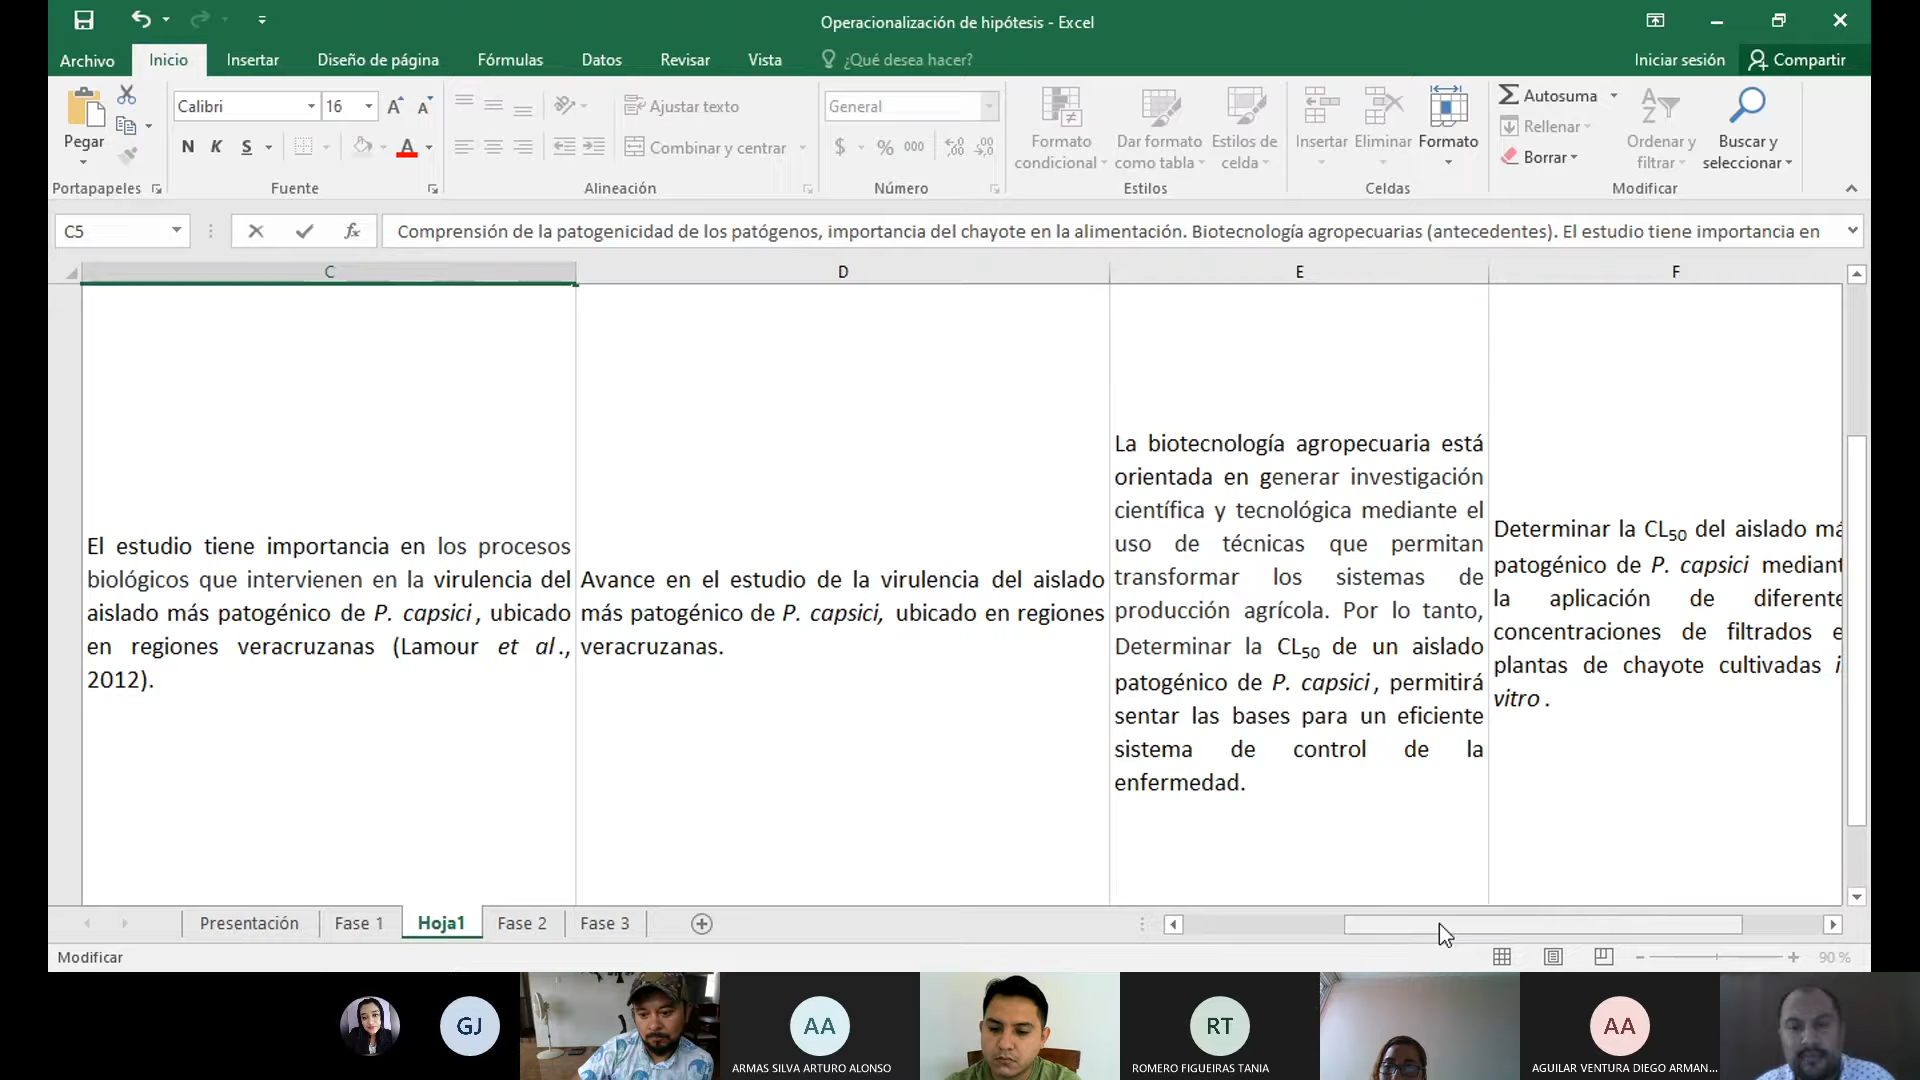 Operacionalización de hipótesis - Excel
Archivo Inicio Insertar Diseño de página Fórmulas Datos Revisar Vista ¿Qué desea hacer? Iniciar sesión Compartir
Calibri 16 Ajustar texto General Autosuma
Pegar Rellenar
N K S Combinar y centrar $ % 000 Formato condicional Dar formato como tabla Estilos de celda Insertar Eliminar Formato Borrar Ordenar y filtrar Buscar y seleccionar
Portapapeles Fuente Alineación Número Estilos Celdas Modificar
C5 fx Comprensión de la patogenicidad de los patógenos, importancia del chayote en la alimentación. Biotecnología agropecuarias (antecedentes). El estudio tiene importancia en
C D E F
El estudio tiene importancia en los procesos
biológicos que intervienen en la virulencia del
aislado más patogénico de P. capsici, ubicado
en regiones veracruzanas (Lamour et al.,
2012).
Avance en el estudio de la virulencia del aislado
más patogénico de P. capsici, ubicado en regiones
veracruzanas.
La biotecnología agropecuaria está
orientada en generar investigación
científica y tecnológica mediante el
uso de técnicas que permitan
transformar los sistemas de
producción agrícola. Por lo tanto,
Determinar la CL50 de un aislado
patogénico de P. capsici, permitirá
sentar las bases para un eficiente
sistema de control de la
enfermedad.
Determinar la CL50 del aislado má
patogénico de P. capsici mediant
la aplicación de diferente
concentraciones de filtrados e
plantas de chayote cultivadas i
vitro.
Presentación Fase 1 Hoja1 Fase 2 Fase 3
Modificar 90 %
GJ AA RT AA
ARMAS SILVA ARTURO ALONSO ROMERO FIGUEIRAS TANIA AGUILAR VENTURA DIEGO ARMAN...